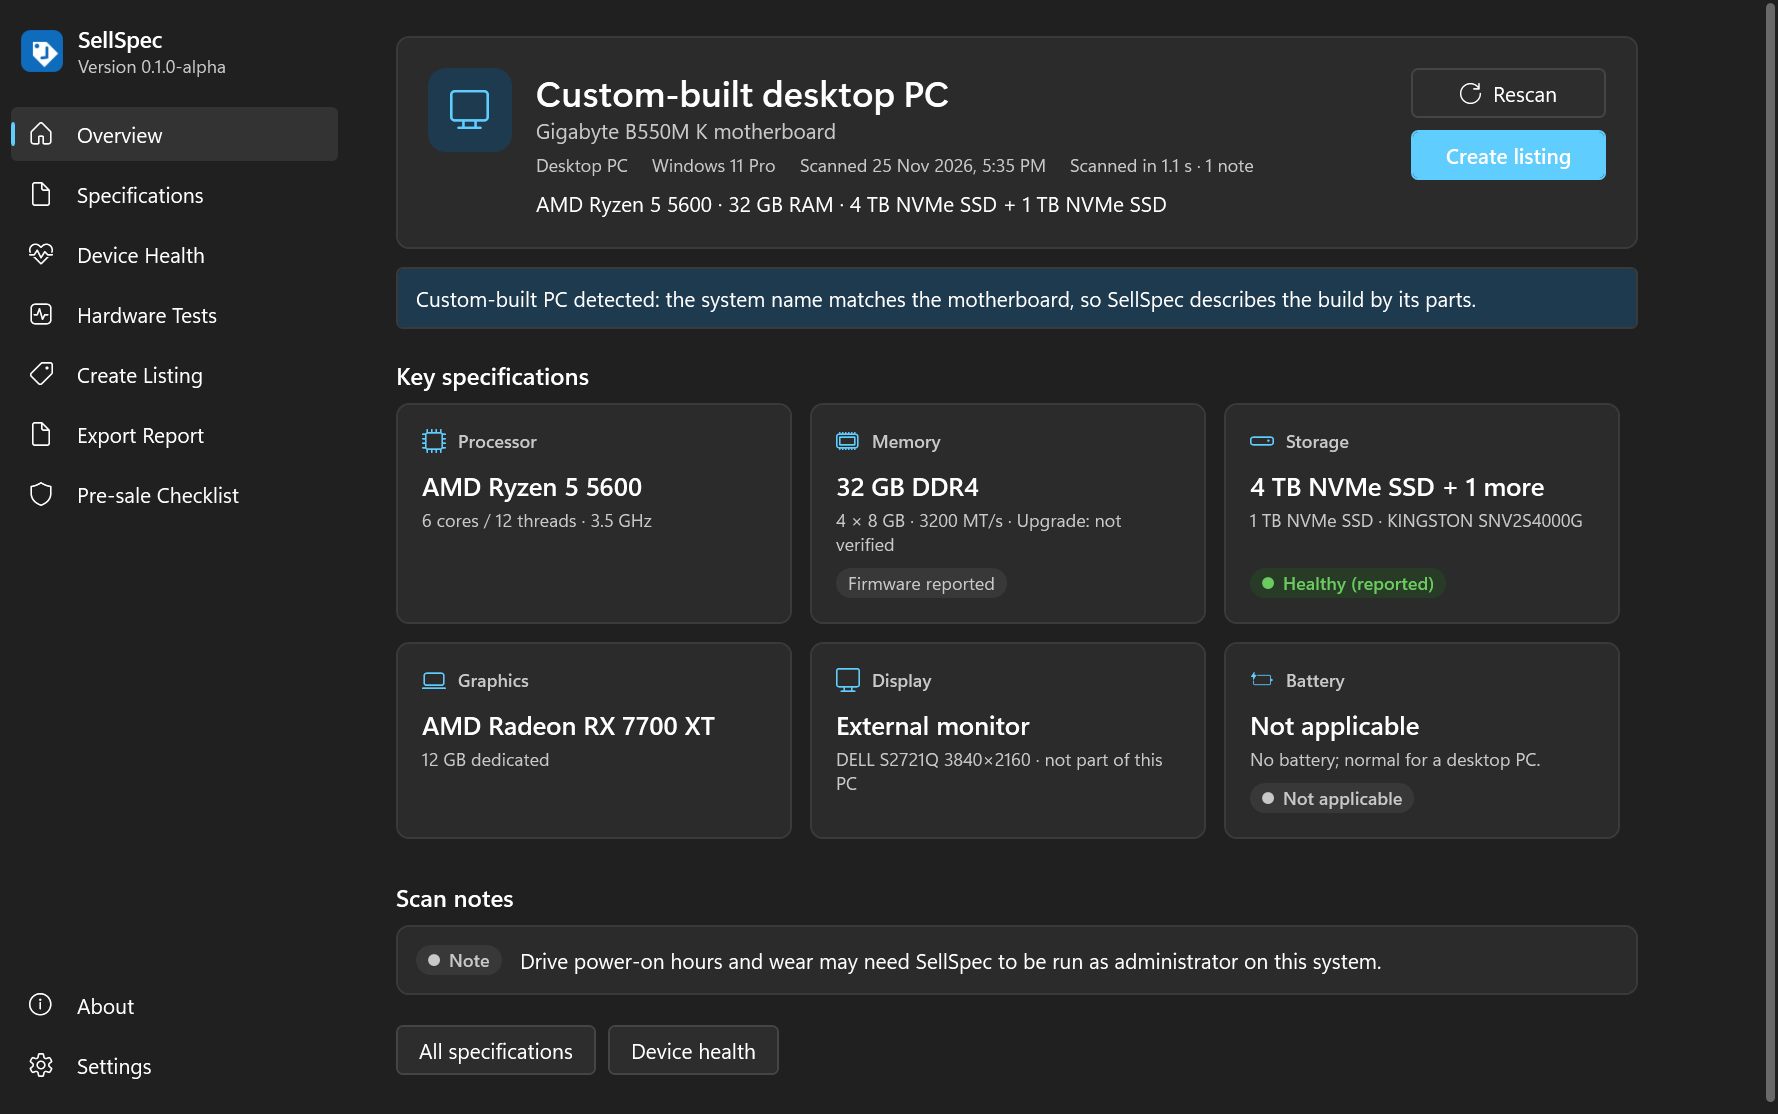 SellSpec
Version 0.1.0-alpha
Overview
Specifications
Device Health
Hardware Tests
Create Listing
Export Report
Pre-sale Checklist
About
Settings
Custom-built desktop PC
Gigabyte B550M K motherboard
Desktop PC Windows 11 Pro Scanned 25 Nov 2026, 5:35 PM Scanned in 1.1 s · 1 note
AMD Ryzen 5 5600 · 32 GB RAM · 4 TB NVMe SSD + 1 TB NVMe SSD
Rescan
Create listing
Custom-built PC detected: the system name matches the motherboard, so SellSpec describes the build by its parts.
Key specifications
Processor
AMD Ryzen 5 5600
6 cores / 12 threads · 3.5 GHz
Memory
32 GB DDR4
4 × 8 GB · 3200 MT/s · Upgrade: not
verified
Firmware reported
Storage
4 TB NVMe SSD + 1 more
1 TB NVMe SSD · KINGSTON SNV2S4000G
Healthy (reported)
Graphics
AMD Radeon RX 7700 XT
12 GB dedicated
Display
External monitor
DELL S2721Q 3840×2160 · not part of this
PC
Battery
Not applicable
No battery; normal for a desktop PC.
Not applicable
Scan notes
Note
Drive power-on hours and wear may need SellSpec to be run as administrator on this system.
All specifications
Device health